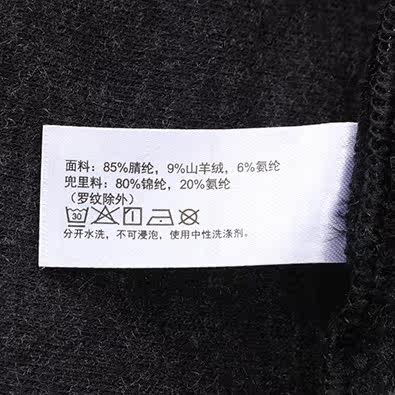 面料：85%腈纶，9%山羊绒，6%氨纶
兜里料：80%锦纶，20%氨纶
（罗纹除外）
30
分开水洗，不可浸泡，使用中性洗涤剂。